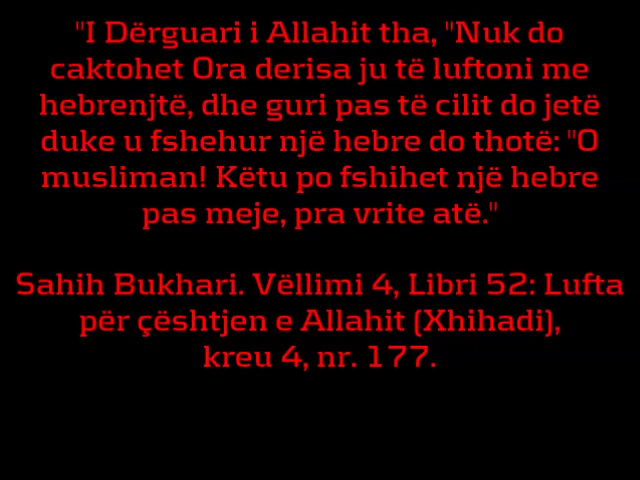 "I Dërguari i Allahit tha, "Nuk do
caktohet Ora derisa ju të luftoni me
hebrenjtë, dhe guri pas të cilit do jetë
duke u fshehur një hebre do thotë: "O
musliman! Këtu po fshihet një hebre
pas meje, pra vrite atë."
Sahih Bukhari. Vëllimi 4, Libri 52: Lufta
për çështjen e Allahit (Xhihadi),
kreu 4, nr. 177.